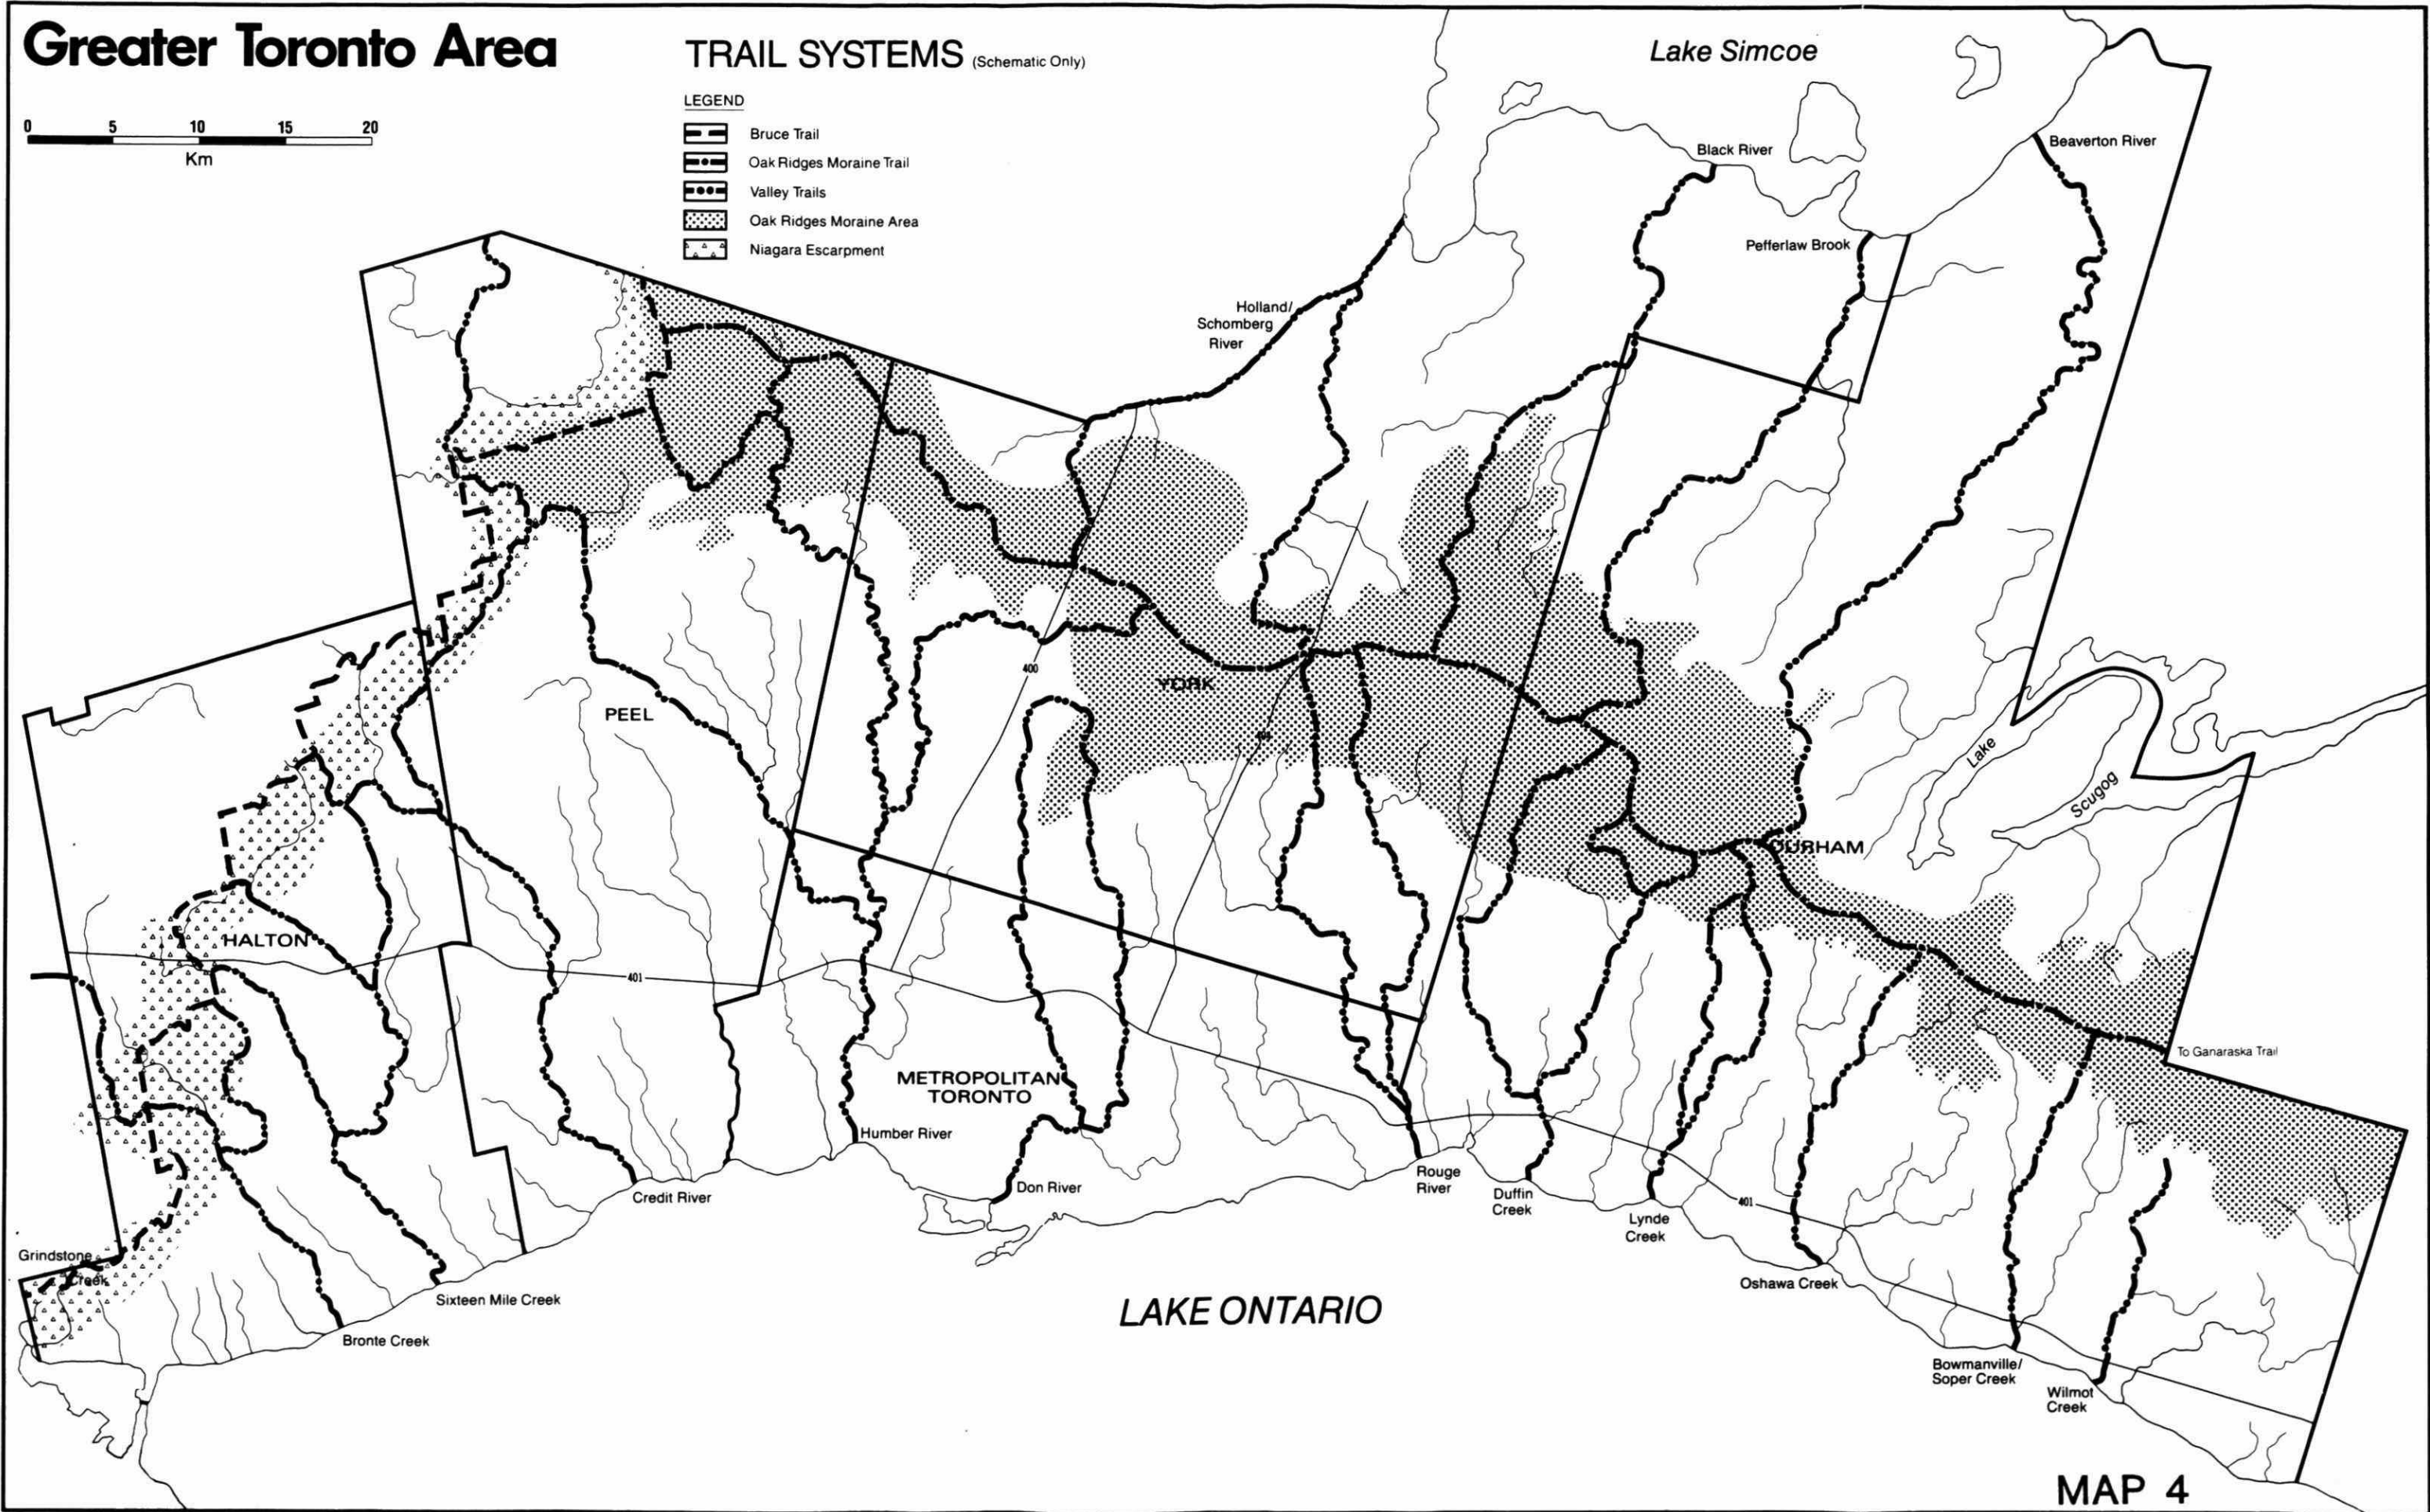 Greater Toronto Area
TRAIL SYSTEMS (Schematic Only)
Lake Simcoe
LEGEND
0 5 10 15 20
Km
Bruce Trail
Oak Ridges Moraine Trail
Valley Trails
Oak Ridges Moraine Area
Niagara Escarpment
Black River
Beaverton River
Pefferlaw Brook
Holland/
Schomberg
River
400
YORK
PEEL
404
Lake
Scugog
DURHAM
HALTON
401
To Ganaraska Trail
METROPOLITAN
TORONTO
Humber River
Rouge
River
Don River
Credit River
Duffin
Creek
401
Lynde
Creek
Grindstone
Creek
Oshawa Creek
Sixteen Mile Creek
LAKE ONTARIO
Bronte Creek
Bowmanville/
Soper Creek
Wilmot
Creek
MAP 4